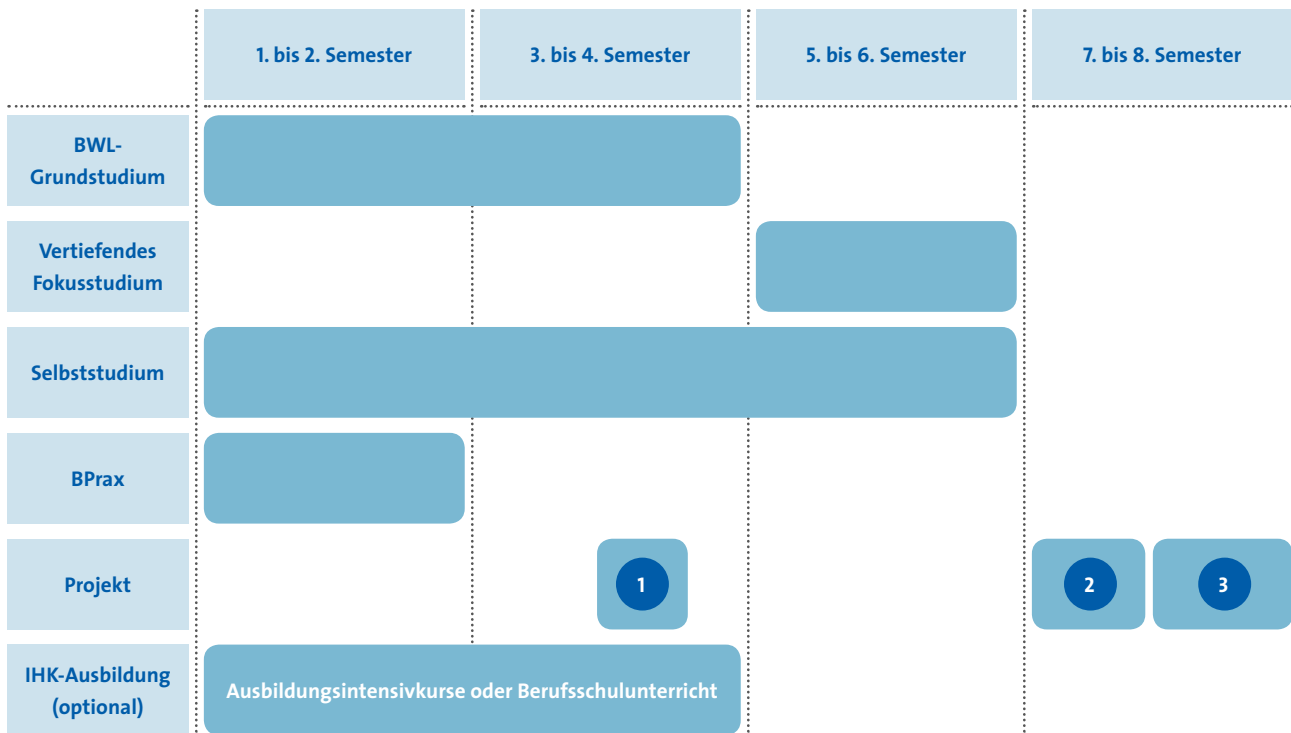 1. bis 2. Semester
3. bis 4. Semester
5. bis 6. Semester
7. bis 8. Semester
BWL-
Grundstudium
Vertiefendes
Fokusstudium
Selbststudium
BPrax
Projekt
1
2
3
IHK-Ausbildung
(optional)
Ausbildungsintensivkurse oder Berufsschulunterricht